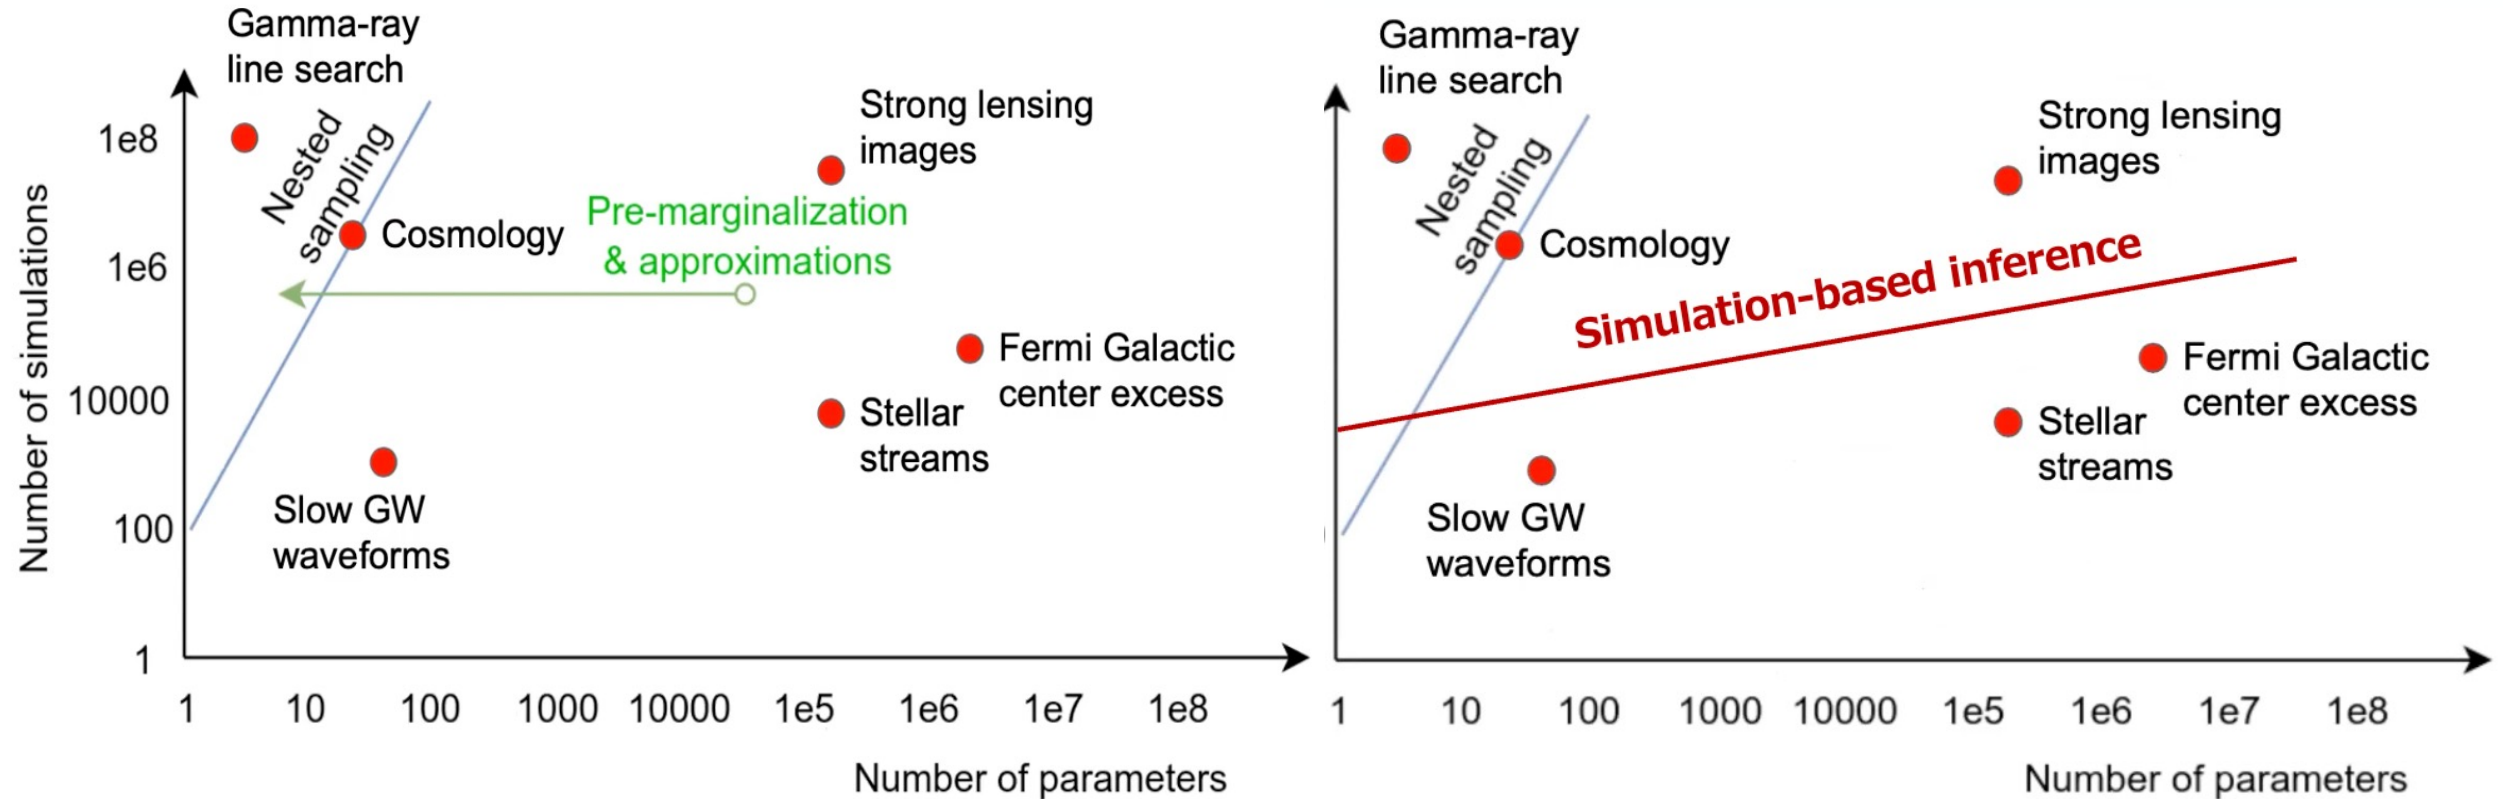 Gamma-ray
line search
Nested
sampling
Strong lensing
images
Cosmology
Pre-marginalization
& approximations
Fermi Galactic
center excess
Stellar
streams
Slow GW
waveforms
Number of simulations
1e8
1e6
10000
100
1
1 10 100 1000 10000 1e5 1e6 1e7 1e8
Number of parameters
Gamma-ray
line search
Nested
sampling
Strong lensing
images
Cosmology
Simulation-based inference
Fermi Galactic
center excess
Stellar
streams
Slow GW
waveforms
1 10 100 1000 10000 1e5 1e6 1e7 1e8
Number of parameters